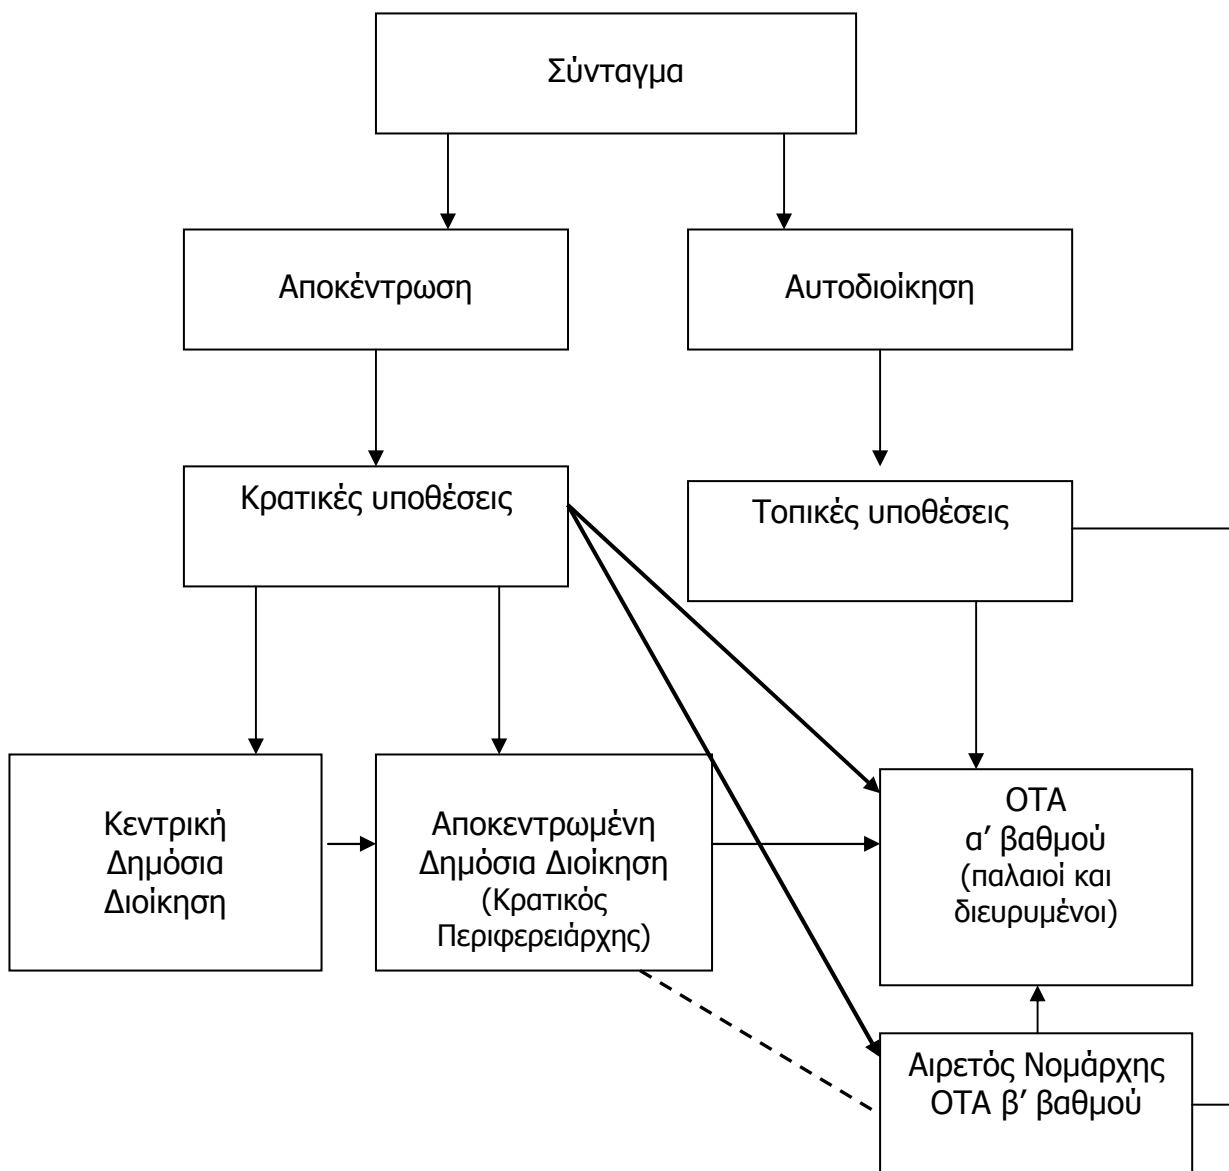 Σύνταγμα
Αποκέντρωση
Αυτοδιοίκηση
Κρατικές υποθέσεις
Τοπικές υποθέσεις
Κεντρική
Δημόσια
Διοίκηση
Αποκεντρωμένη
Δημόσια Διοίκηση
(Κρατικός
Περιφερειάρχης)
ΟΤΑ
α’ βαθμού
(παλαιοί και
διευρυμένοι)
Αιρετός Νομάρχης
ΟΤΑ β’ βαθμού